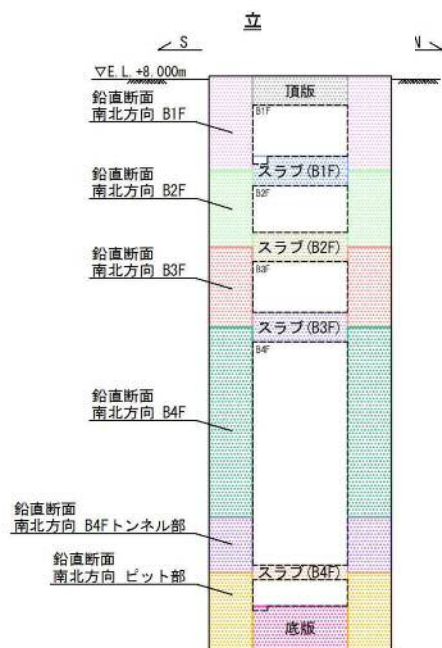 立
S
N
▽E.L.+8.000m
頂版
鉛直断面
南北方向 B1F
B1F
スラブ(B1F)
鉛直断面
南北方向 B2F
B2F
スラブ(B2F)
鉛直断面
南北方向 B3F
B3F
スラブ(B3F)
B4F
鉛直断面
南北方向 B4F
鉛直断面
南北方向 B4Fトンネル部
スラブ(B4F)
鉛直断面
南北方向 ピット部
底版